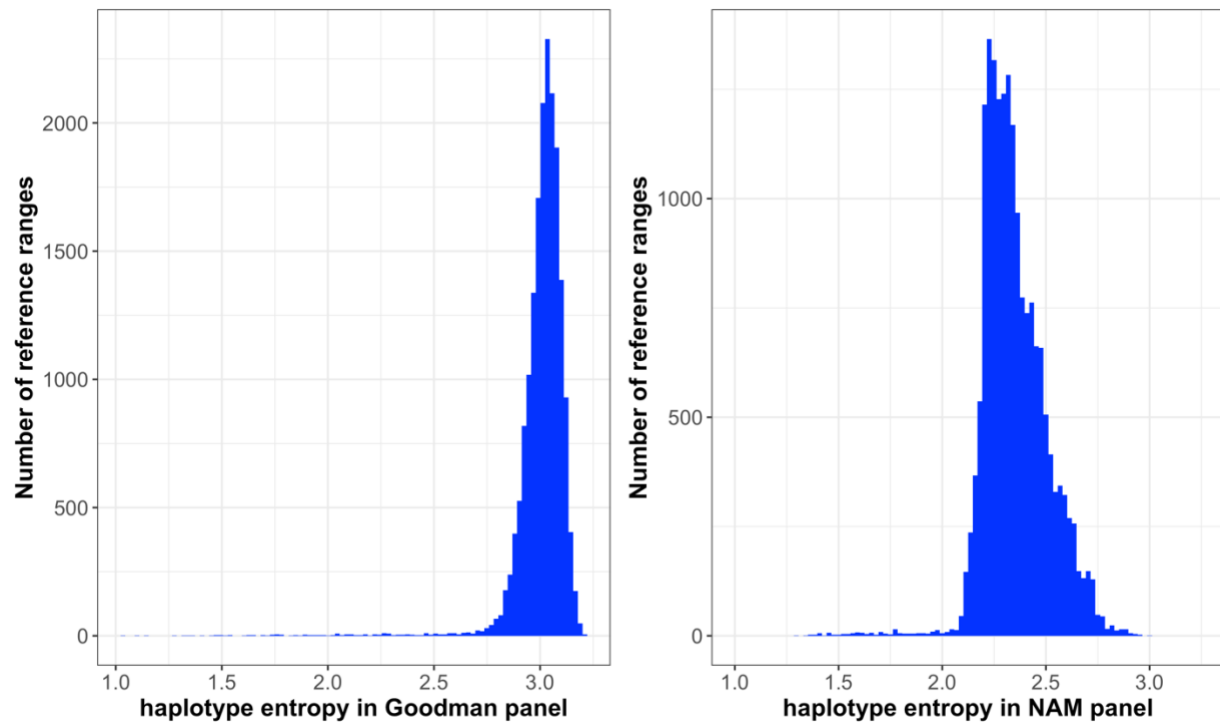 Number of reference ranges
2000
1500
1000
500
0
1.0 1.5 2.0 2.5 3.0
haplotype entropy in Goodman panel
Number of reference ranges
1000
500
0
1.0 1.5 2.0 2.5 3.0
haplotype entropy in NAM panel